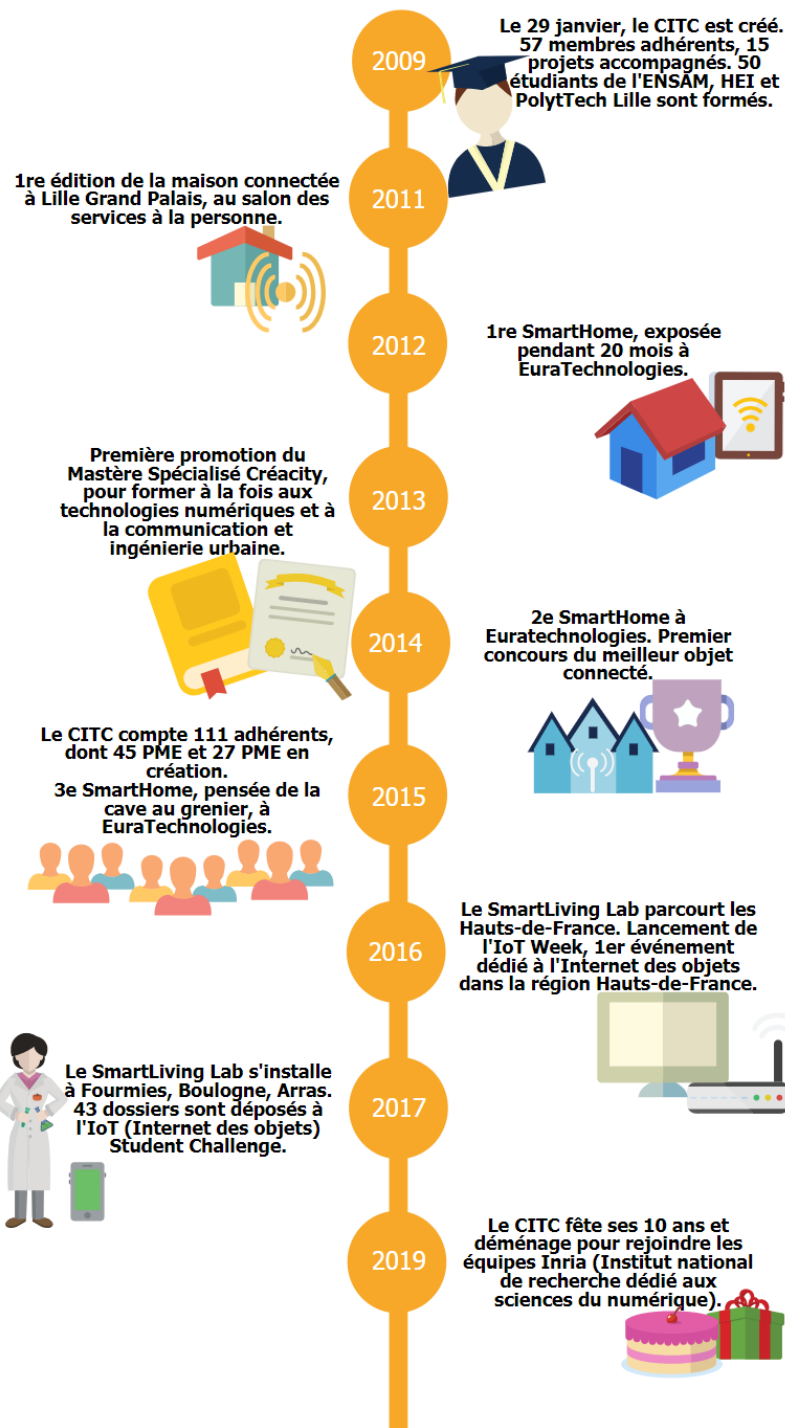 2009
Le 29 janvier, le CITC est créé.
57 membres adhérents, 15
projets accompagnés. 50
étudiants de l'ENSAM, HEI et
PolytTech Lille sont formés.
2011
1re édition de la maison connectée
à Lille Grand Palais, au salon des
services à la personne.
2012
1re SmartHome, exposée
pendant 20 mois à
EuraTechnologies.
2013
Première promotion du
Mastère Spécialisé Créacity,
pour former à la fois aux
technologies numériques et à
la communication et
ingénierie urbaine.
2014
2e SmartHome à
Euratechnologies. Premier
concours du meilleur objet
connecté.
2015
Le CITC compte 111 adhérents,
dont 45 PME et 27 PME en
création.
3e SmartHome, pensée de la
cave au grenier, à
EuraTechnologies.
2016
Le SmartLiving Lab parcourt les
Hauts-de-France. Lancement de
l'IoT Week, 1er événement
dédié à l'Internet des objets
dans la région Hauts-de-France.
2017
Le SmartLiving Lab s'installe
à Fourmies, Boulogne, Arras.
43 dossiers sont déposés à
l'IoT (Internet des objets)
Student Challenge.
2019
Le CITC fête ses 10 ans et
déménage pour rejoindre les
équipes Inria (Institut national
de recherche dédié aux
sciences du numérique).